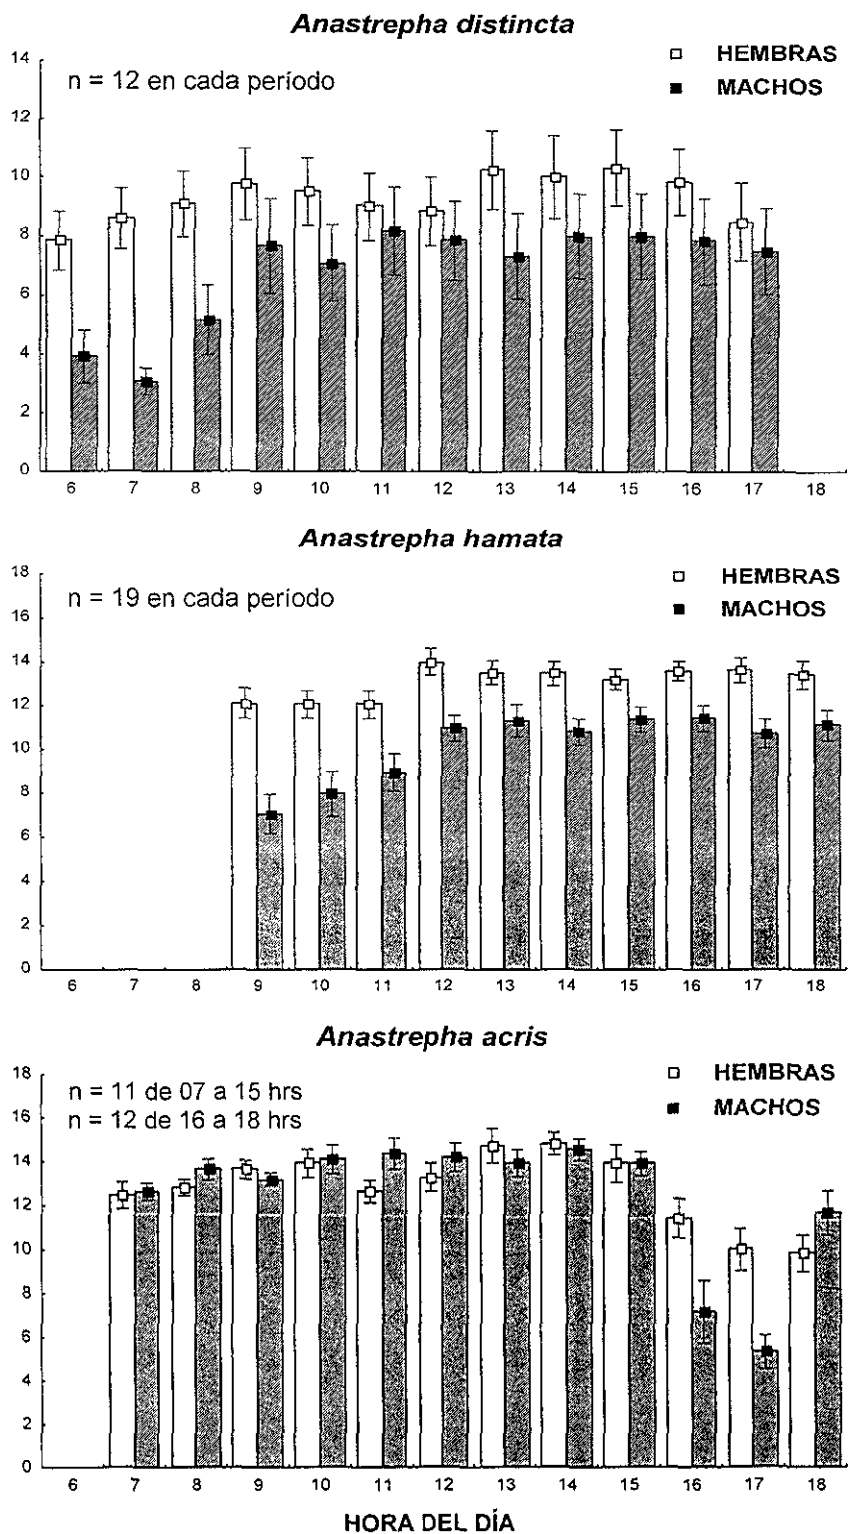 Anastrepha distincta
14
12
10
8
6
4
2
0
n = 12 en cada período
HEMBRAS
MACHOS
6 7 8 9 10 11 12 13 14 15 16 17 18
Anastrepha hamata
18
16
14
12
10
8
6
4
2
0
n = 19 en cada período
HEMBRAS
MACHOS
6 7 8 9 10 11 12 13 14 15 16 17 18
Anastrepha acris
18
16
14
12
10
8
6
4
2
0
n = 11 de 07 a 15 hrs
n = 12 de 16 a 18 hrs
HEMBRAS
MACHOS
6 7 8 9 10 11 12 13 14 15 16 17 18
HORA DEL DÍA